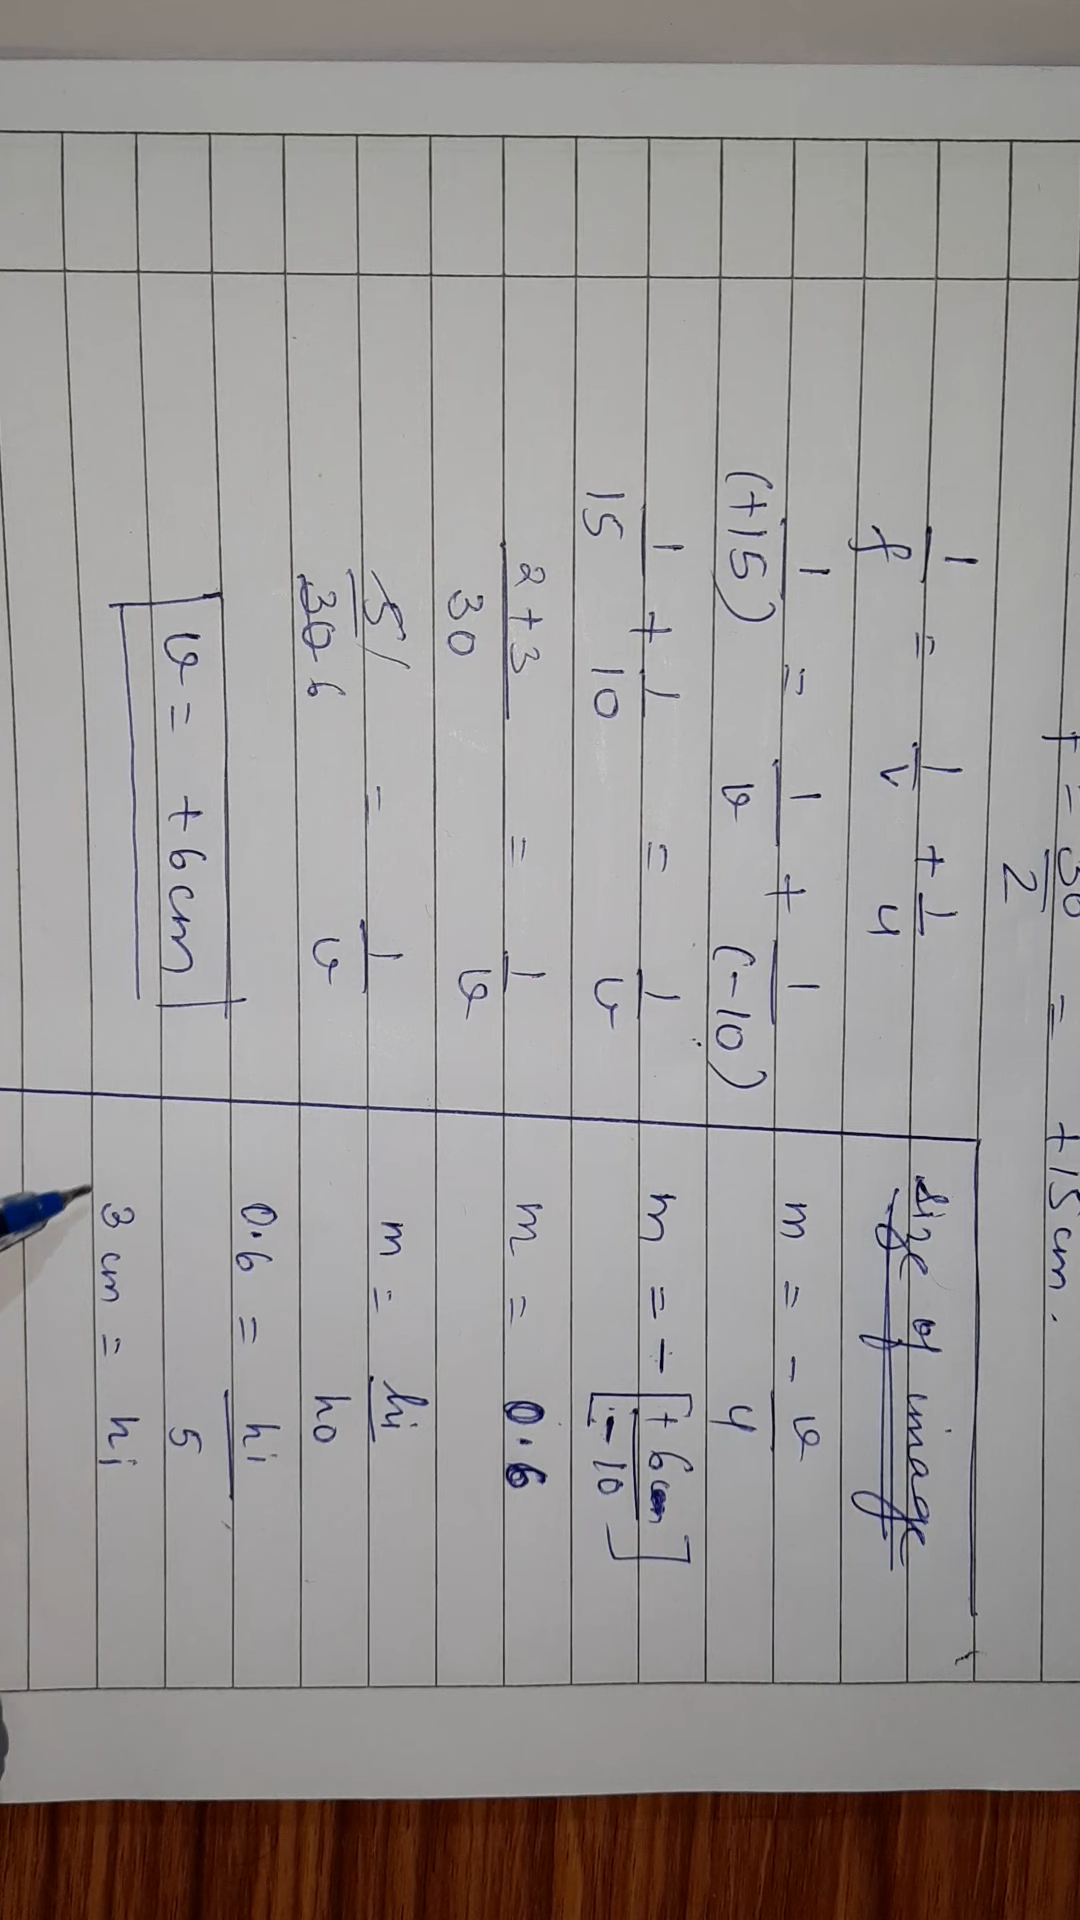 f = 30/2 = +15cm.
1/f = 1/v + 1/u
1/(+15) = 1/v + 1/(-10)
1/15 + 1/10 = 1/v
2+3/30 = 1/v
5/30 6 = 1/v
v = +6cm
size of image
m = - v/u
m = - [+6cm/-10]
m = 0.6
m = hi/ho
0.6 = hi/5
3 cm = hi